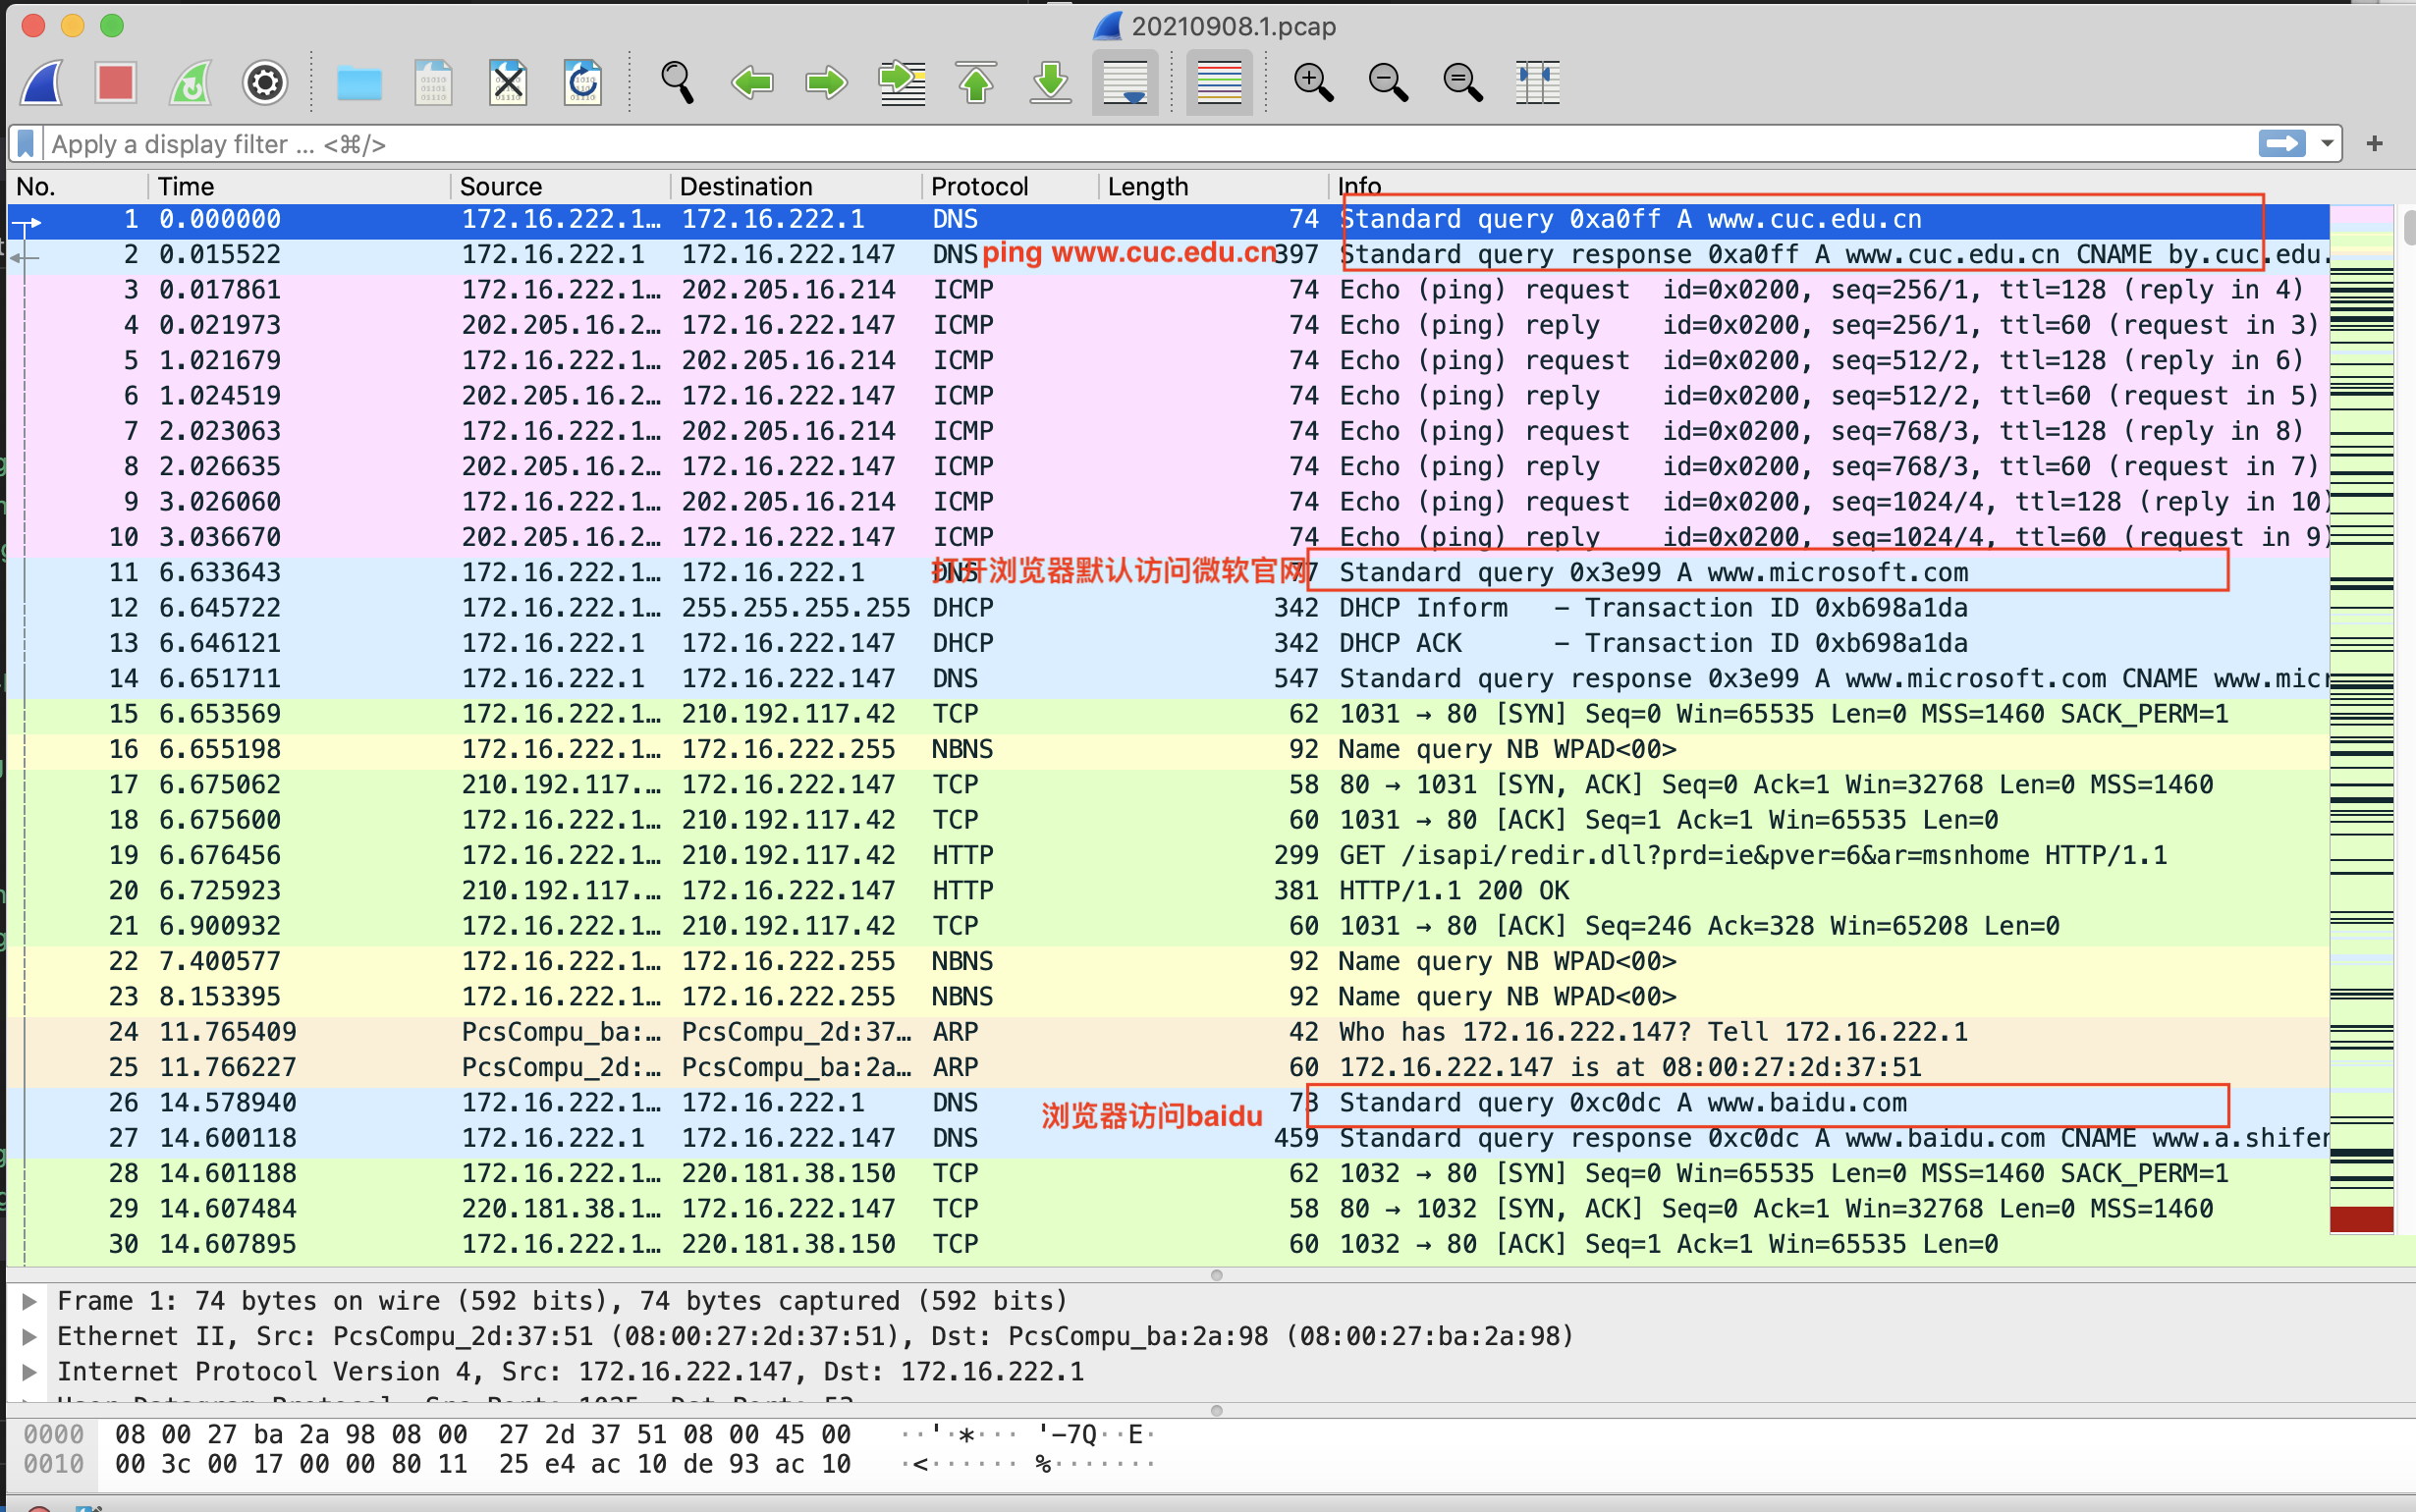 20210908.1.pcap
Apply a display filter ... <⌘/>
No. Time Source Destination Protocol Length Info
1 0.000000 172.16.222.1… 172.16.222.1 DNS 74 Standard query 0xa0ff A www.cuc.edu.cn
2 0.015522 172.16.222.1 172.16.222.147 DNS 397 Standard query response 0xa0ff A www.cuc.edu.cn CNAME by.cuc.edu.
ping www.cuc.edu.cn
3 0.017861 172.16.222.1… 202.205.16.214 ICMP 74 Echo (ping) request id=0x0200, seq=256/1, ttl=128 (reply in 4)
4 0.021973 202.205.16.2… 172.16.222.147 ICMP 74 Echo (ping) reply id=0x0200, seq=256/1, ttl=60 (request in 3)
5 1.021679 172.16.222.1… 202.205.16.214 ICMP 74 Echo (ping) request id=0x0200, seq=512/2, ttl=128 (reply in 6)
6 1.024519 202.205.16.2… 172.16.222.147 ICMP 74 Echo (ping) reply id=0x0200, seq=512/2, ttl=60 (request in 5)
7 2.023063 172.16.222.1… 202.205.16.214 ICMP 74 Echo (ping) request id=0x0200, seq=768/3, ttl=128 (reply in 8)
8 2.026635 202.205.16.2… 172.16.222.147 ICMP 74 Echo (ping) reply id=0x0200, seq=768/3, ttl=60 (request in 7)
9 3.026060 172.16.222.1… 202.205.16.214 ICMP 74 Echo (ping) request id=0x0200, seq=1024/4, ttl=128 (reply in 10)
10 3.036670 202.205.16.2… 172.16.222.147 ICMP 74 Echo (ping) reply id=0x0200, seq=1024/4, ttl=60 (request in 9)
11 6.633643 172.16.222.1… 172.16.222.1 DNS 77 Standard query 0x3e99 A www.microsoft.com
打开浏览器默认访问微软官网
12 6.645722 172.16.222.1… 255.255.255.255 DHCP 342 DHCP Inform – Transaction ID 0xb698a1da
13 6.646121 172.16.222.1 172.16.222.147 DHCP 342 DHCP ACK – Transaction ID 0xb698a1da
14 6.651711 172.16.222.1 172.16.222.147 DNS 547 Standard query response 0x3e99 A www.microsoft.com CNAME www.micr
15 6.653569 172.16.222.1… 210.192.117.42 TCP 62 1031 → 80 [SYN] Seq=0 Win=65535 Len=0 MSS=1460 SACK_PERM=1
16 6.655198 172.16.222.1… 172.16.222.255 NBNS 92 Name query NB WPAD<00>
17 6.675062 210.192.117.… 172.16.222.147 TCP 58 80 → 1031 [SYN, ACK] Seq=0 Ack=1 Win=32768 Len=0 MSS=1460
18 6.675600 172.16.222.1… 210.192.117.42 TCP 60 1031 → 80 [ACK] Seq=1 Ack=1 Win=65535 Len=0
19 6.676456 172.16.222.1… 210.192.117.42 HTTP 299 GET /isapi/redir.dll?prd=ie&pver=6&ar=msnhome HTTP/1.1
20 6.725923 210.192.117.… 172.16.222.147 HTTP 381 HTTP/1.1 200 OK
21 6.900932 172.16.222.1… 210.192.117.42 TCP 60 1031 → 80 [ACK] Seq=246 Ack=328 Win=65208 Len=0
22 7.400577 172.16.222.1… 172.16.222.255 NBNS 92 Name query NB WPAD<00>
23 8.153395 172.16.222.1… 172.16.222.255 NBNS 92 Name query NB WPAD<00>
24 11.765409 PcsCompu_ba:… PcsCompu_2d:37… ARP 42 Who has 172.16.222.147? Tell 172.16.222.1
25 11.766227 PcsCompu_2d:… PcsCompu_ba:2a… ARP 60 172.16.222.147 is at 08:00:27:2d:37:51
26 14.578940 172.16.222.1… 172.16.222.1 DNS 73 Standard query 0xc0dc A www.baidu.com
浏览器访问baidu
27 14.600118 172.16.222.1 172.16.222.147 DNS 459 Standard query response 0xc0dc A www.baidu.com CNAME www.a.shifen
28 14.601188 172.16.222.1… 220.181.38.150 TCP 62 1032 → 80 [SYN] Seq=0 Win=65535 Len=0 MSS=1460 SACK_PERM=1
29 14.607484 220.181.38.1… 172.16.222.147 TCP 58 80 → 1032 [SYN, ACK] Seq=0 Ack=1 Win=32768 Len=0 MSS=1460
30 14.607895 172.16.222.1… 220.181.38.150 TCP 60 1032 → 80 [ACK] Seq=1 Ack=1 Win=65535 Len=0
Frame 1: 74 bytes on wire (592 bits), 74 bytes captured (592 bits)
Ethernet II, Src: PcsCompu_2d:37:51 (08:00:27:2d:37:51), Dst: PcsCompu_ba:2a:98 (08:00:27:ba:2a:98)
Internet Protocol Version 4, Src: 172.16.222.147, Dst: 172.16.222.1
0000 08 00 27 ba 2a 98 08 00 27 2d 37 51 08 00 45 00 ··'·*··· '-7Q··E·
0010 00 3c 00 17 00 00 80 11 25 e4 ac 10 de 93 ac 10 ·<······ %·······